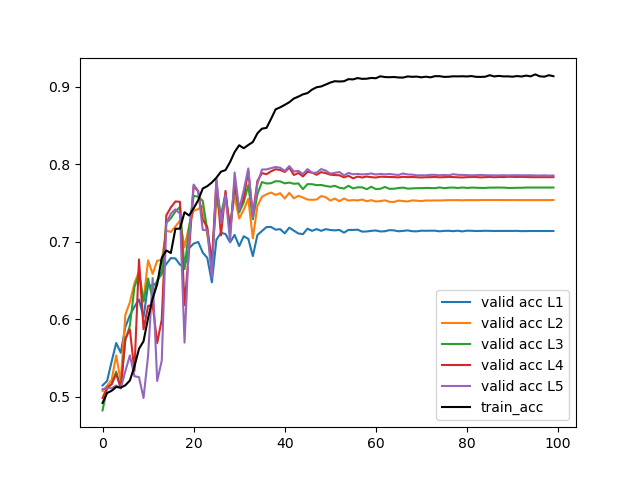 0.9
0.8
0.7
0.6
0.5
0 20 40 60 80 100
valid acc L1
valid acc L2
valid acc L3
valid acc L4
valid acc L5
train_acc